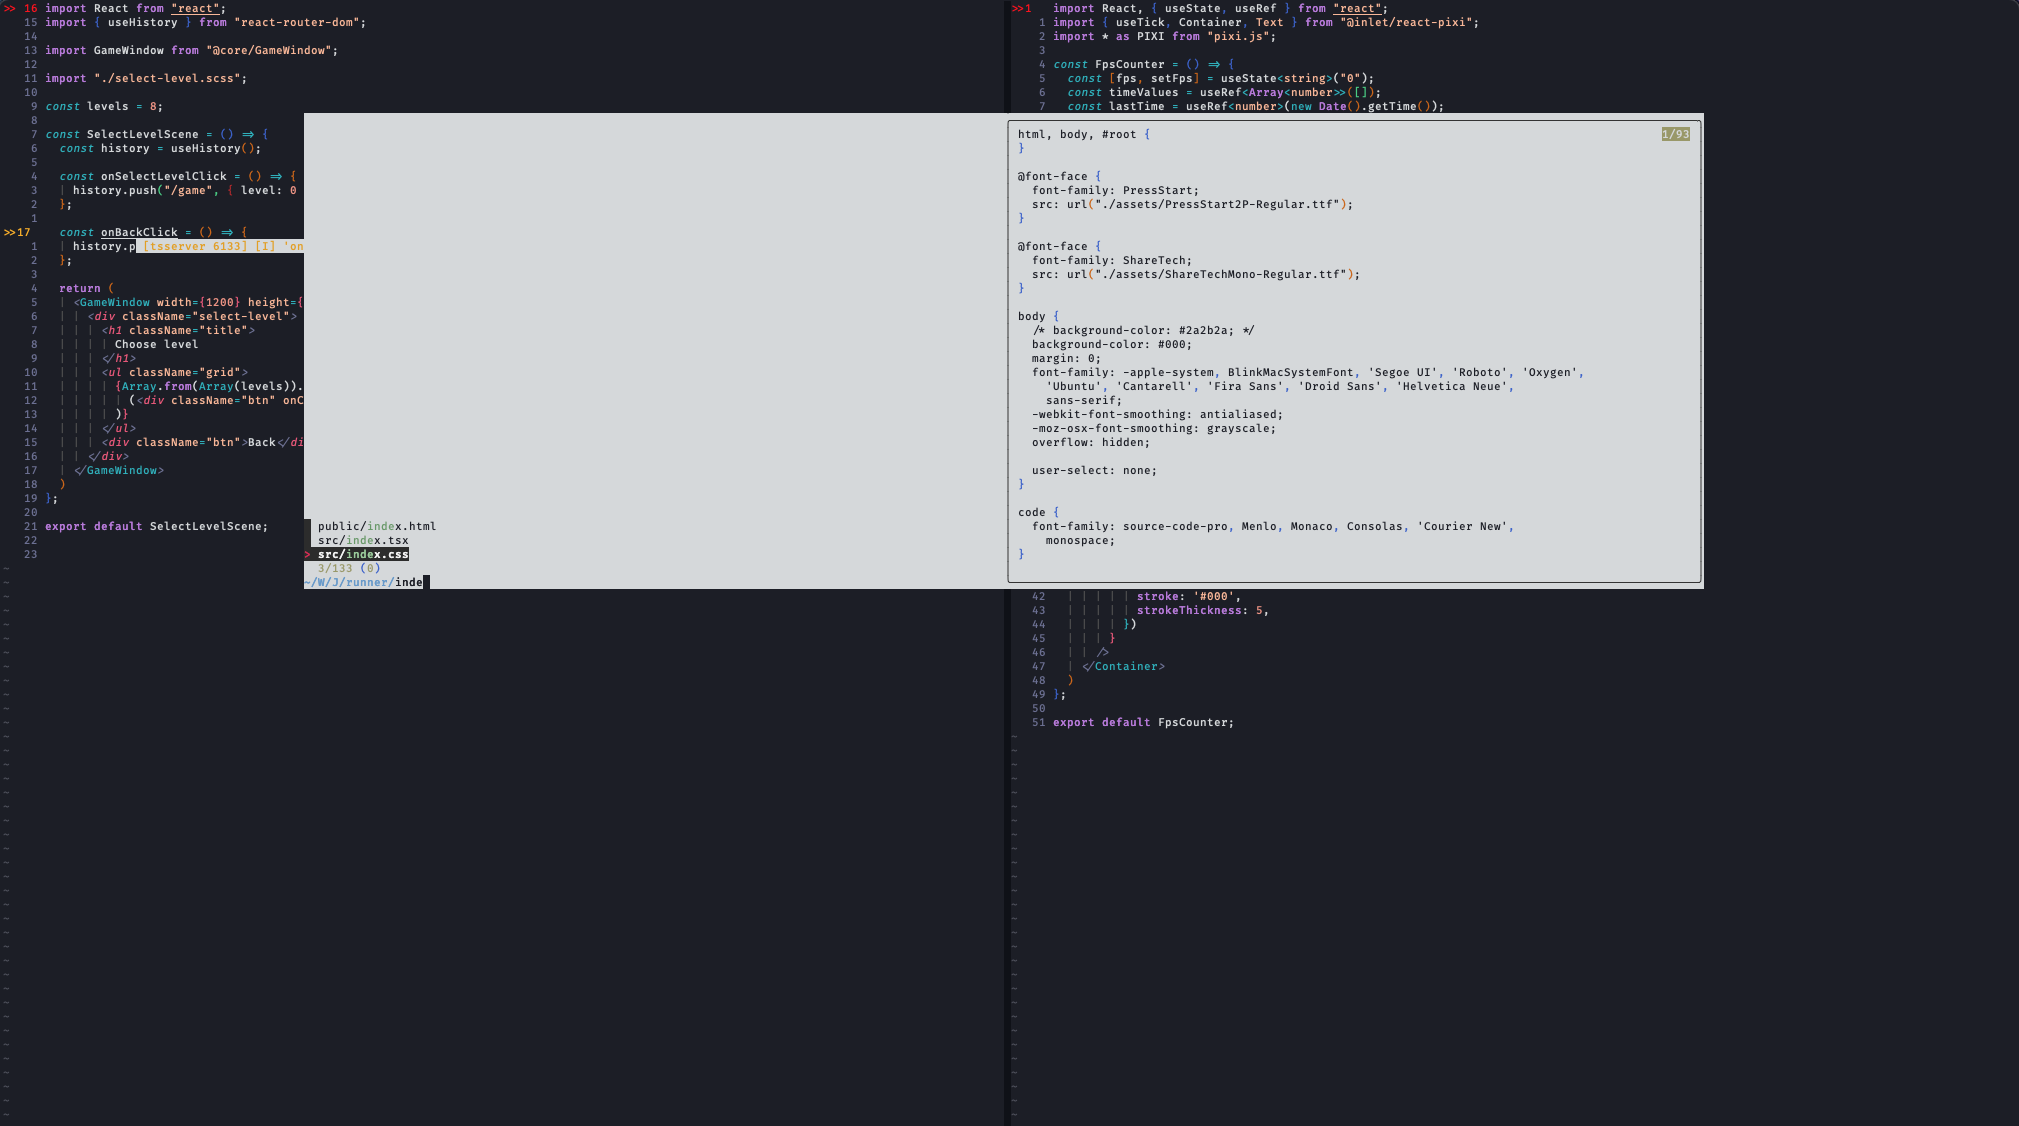 >> 16 import React from "react";
15 import { useHistory } from "react-router-dom";
14
13 import GameWindow from "@core/GameWindow";
12
11 import "./select-level.scss";
10
9 const levels = 8;
8
7 const SelectLevelScene = () => {
6   const history = useHistory();
5
4   const onSelectLevelClick = () => {
3   | history.push("/game", { level: 0
2   };
1
>>17   const onBackClick = () => {
1   | history.p [tsserver 6133] [I] 'on
2   };
3
4   return (
5   | <GameWindow width={1200} height={
6   | | <div className="select-level">
7   | | | <h1 className="title">
8   | | | | Choose level
9   | | | </h1>
10   | | | <ul className="grid">
11   | | | | {Array.from(Array(levels)).
12   | | | | | (<div className="btn" onC
13   | | | | )}
14   | | | </ul>
15   | | | <div className="btn">Back</di
16   | | </div>
17   | </GameWindow>
18   )
19 };
20
21 export default SelectLevelScene;
22
23
public/index.html
src/index.tsx
> src/index.css
3/133 (0)
~/W/J/runner/inde
>>1   import React, { useState, useRef } from "react";
1 import { useTick, Container, Text } from "@inlet/react-pixi";
2 import * as PIXI from "pixi.js";
3
4 const FpsCounter = () => {
5   const [fps, setFps] = useState<string>("0");
6   const timeValues = useRef<Array<number>>([]);
7   const lastTime = useRef<number>(new Date().getTime());
html, body, #root {
1/93
}
@font-face {
  font-family: PressStart;
  src: url("./assets/PressStart2P-Regular.ttf");
}
@font-face {
  font-family: ShareTech;
  src: url("./assets/ShareTechMono-Regular.ttf");
}
body {
  /* background-color: #2a2b2a; */
  background-color: #000;
  margin: 0;
  font-family: -apple-system, BlinkMacSystemFont, 'Segoe UI', 'Roboto', 'Oxygen',
    'Ubuntu', 'Cantarell', 'Fira Sans', 'Droid Sans', 'Helvetica Neue',
    sans-serif;
  -webkit-font-smoothing: antialiased;
  -moz-osx-font-smoothing: grayscale;
  overflow: hidden;
  user-select: none;
}
code {
  font-family: source-code-pro, Menlo, Monaco, Consolas, 'Courier New',
    monospace;
}
42   | | | | | stroke: '#000',
43   | | | | | strokeThickness: 5,
44   | | | | })
45   | | | }
46   | | />
47   | </Container>
48   )
49 };
50
51 export default FpsCounter;